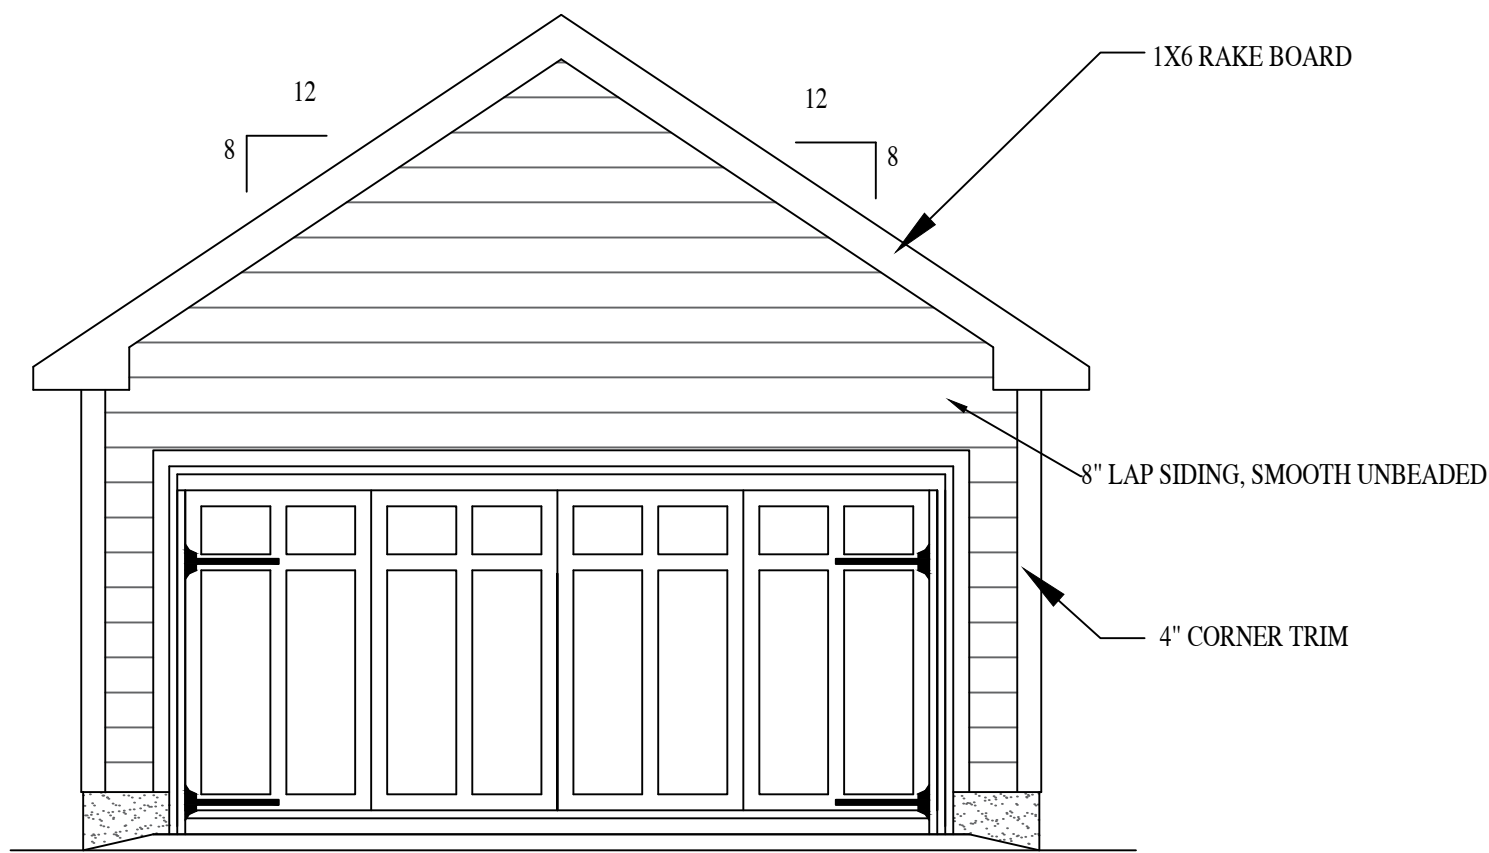 1X6 RAKE BOARD
12
12
8
8
8" LAP SIDING, SMOOTH UNBEADED
4" CORNER TRIM